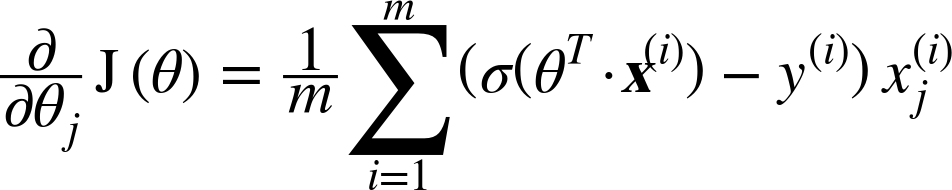 ∂/∂θ_j J(θ) = 1/m ∑_{i=1}^{m} (σ(θ^T · x^{(i)}) − y^{(i)}) x_j^{(i)}